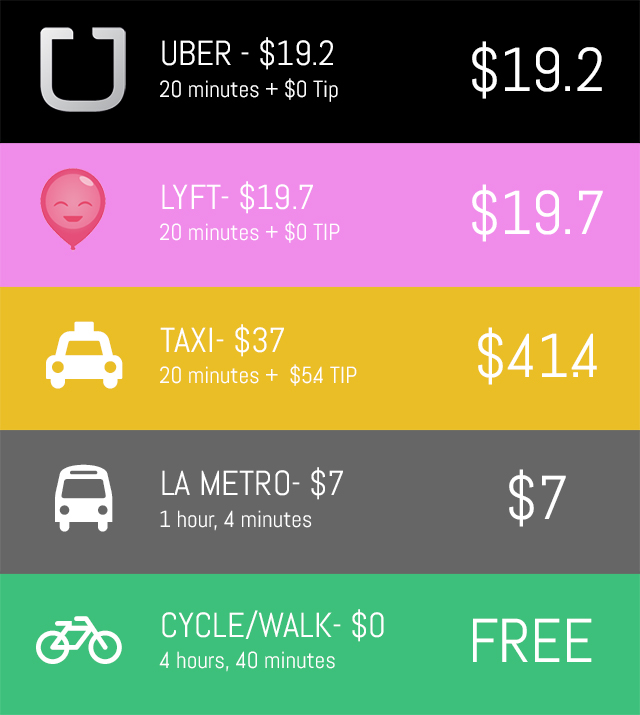 UBER - $19.2
20 minutes + $0 Tip
$19.2
LYFT- $19.7
20 minutes + $0 TIP
$19.7
TAXI- $37
20 minutes + $5.4 TIP
$41.4
LA METRO- $7
1 hour, 4 minutes
$7
CYCLE/WALK- $0
4 hours, 40 minutes
FREE